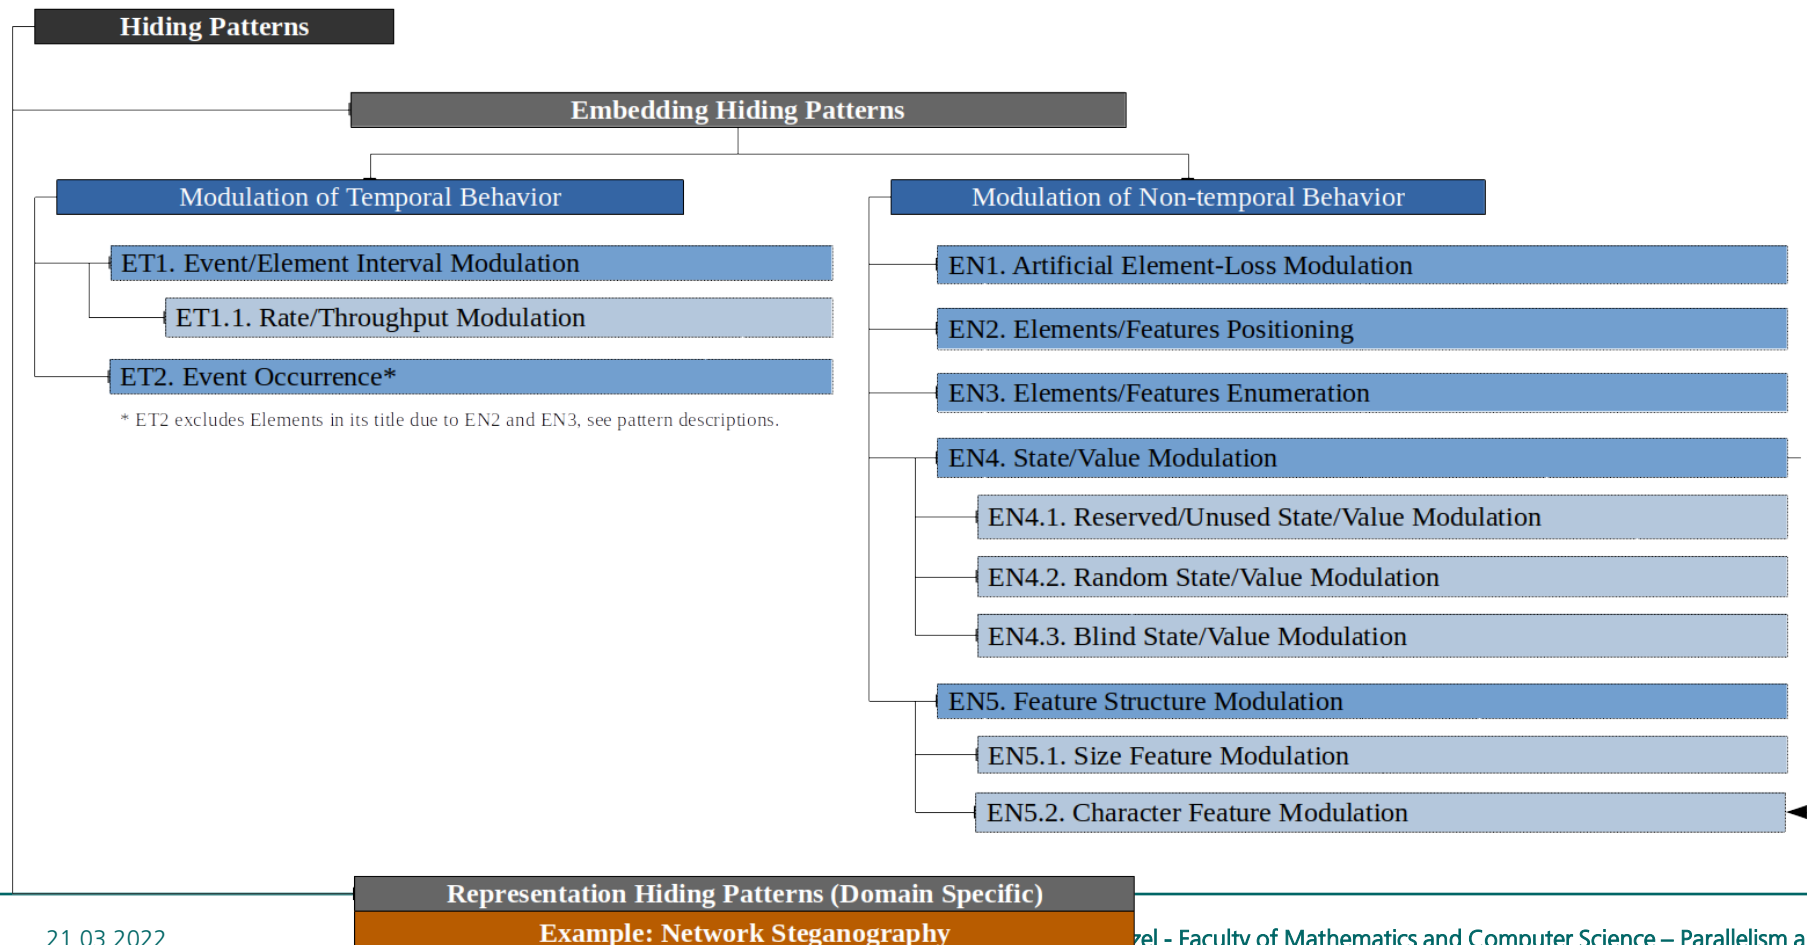 Hiding Patterns
Embedding Hiding Patterns
Modulation of Temporal Behavior
ET1. Event/Element Interval Modulation
ET1.1. Rate/Throughput Modulation
ET2. Event Occurrence*
* ET2 excludes Elements in its title due to EN2 and EN3, see pattern descriptions.
Modulation of Non-temporal Behavior
EN1. Artificial Element-Loss Modulation
EN2. Elements/Features Positioning
EN3. Elements/Features Enumeration
EN4. State/Value Modulation
EN4.1. Reserved/Unused State/Value Modulation
EN4.2. Random State/Value Modulation
EN4.3. Blind State/Value Modulation
EN5. Feature Structure Modulation
EN5.1. Size Feature Modulation
EN5.2. Character Feature Modulation
Representation Hiding Patterns (Domain Specific)
Example: Network Steganography
21.03.2022
zel - Faculty of Mathematics and Computer Science – Parallelism a